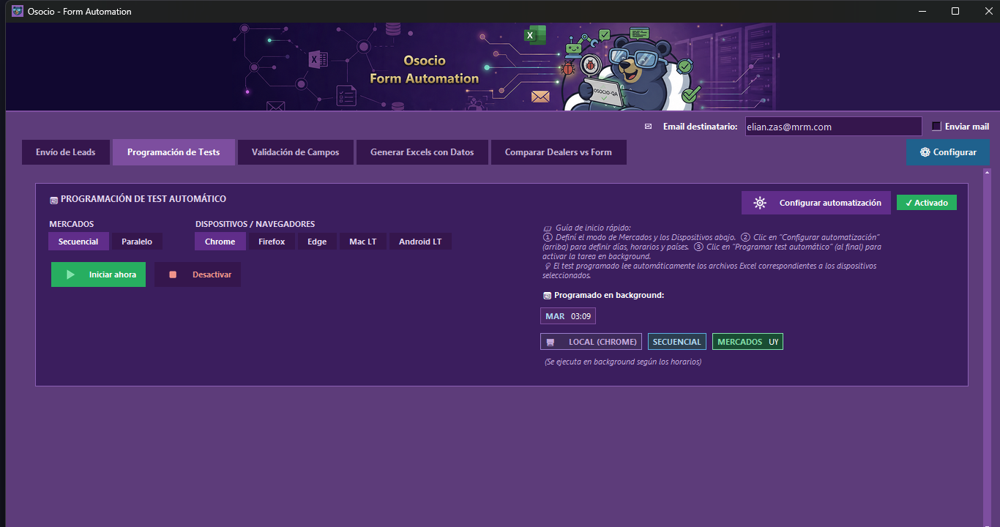 Osocio - Form Automation
Osocio
Form Automation
X
X
OSOCIO-QA
Email destinatario:
elian.zas@mrm.com
Enviar mail
Envío de Leads
Programación de Tests
Validación de Campos
Generar Excels con Datos
Comparar Dealers vs Form
Configurar
PROGRAMACIÓN DE TEST AUTOMÁTICO
Configurar automatización
✓ Activado
MERCADOS
DISPOSITIVOS / NAVEGADORES
Secuencial
Paralelo
Chrome
Firefox
Edge
Mac LT
Android LT
Iniciar ahora
Desactivar
Guía de inicio rápido:
① Definí el modo de Mercados y los Dispositivos abajo. ② Clic en "Configurar automatización"
(arriba) para definir días, horarios y países. ③ Clic en "Programar test automático" (al final) para
activar la tarea en background.
El test programado lee automáticamente los archivos Excel correspondientes a los dispositivos
seleccionados.
Programado en background:
MAR 03:09
LOCAL (CHROME)
SECUENCIAL
MERCADOS UY
(Se ejecuta en background según los horarios)